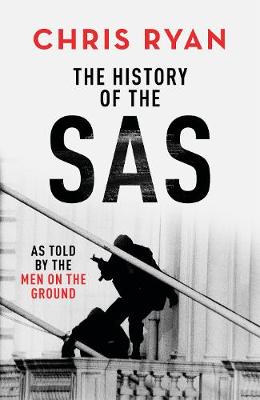 CHRIS RYAN
THE HISTORY
OF THE
SAS
AS TOLD
BY THE
MEN ON THE
GROUND